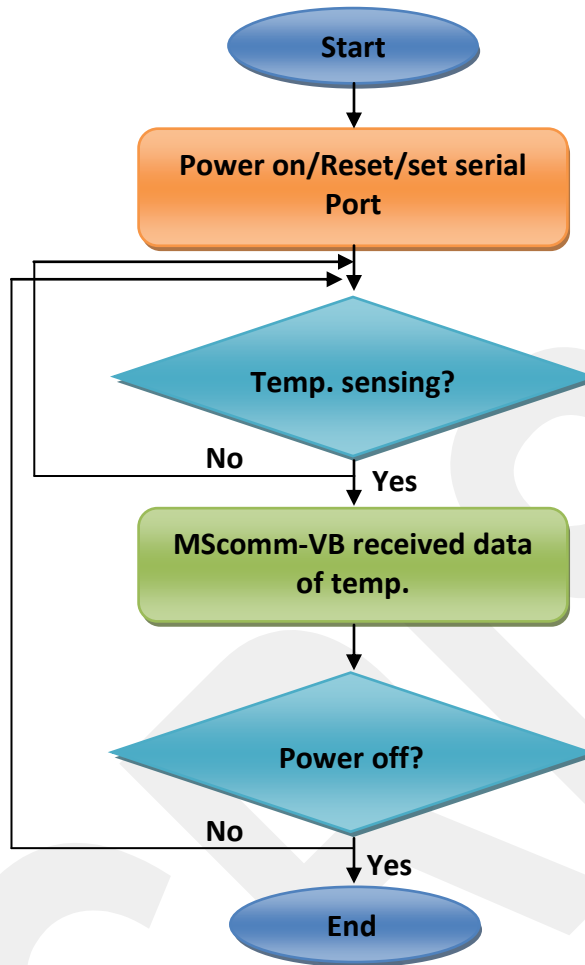 Start
Power on/Reset/set serial
Port
Temp. sensing?
No
Yes
MScomm-VB received data
of temp.
Power off?
No
Yes
End